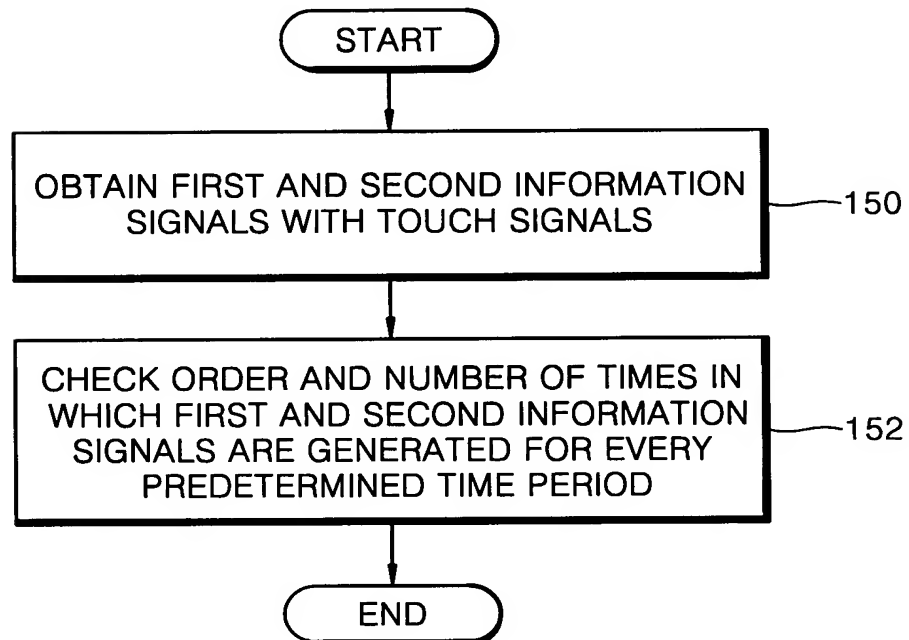 START
OBTAIN FIRST AND SECOND INFORMATION
SIGNALS WITH TOUCH SIGNALS
150
CHECK ORDER AND NUMBER OF TIMES IN
WHICH FIRST AND SECOND INFORMATION
SIGNALS ARE GENERATED FOR EVERY
PREDETERMINED TIME PERIOD
152
END